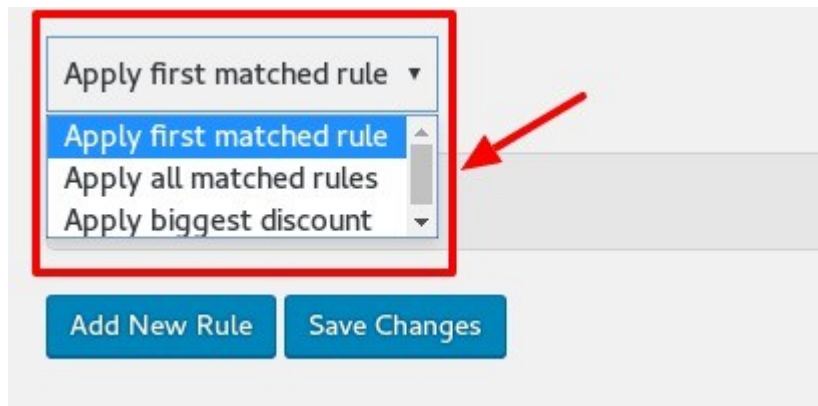 Apply first matched rule
Apply first matched rule
Apply all matched rules
Apply biggest discount
Add New Rule Save Changes